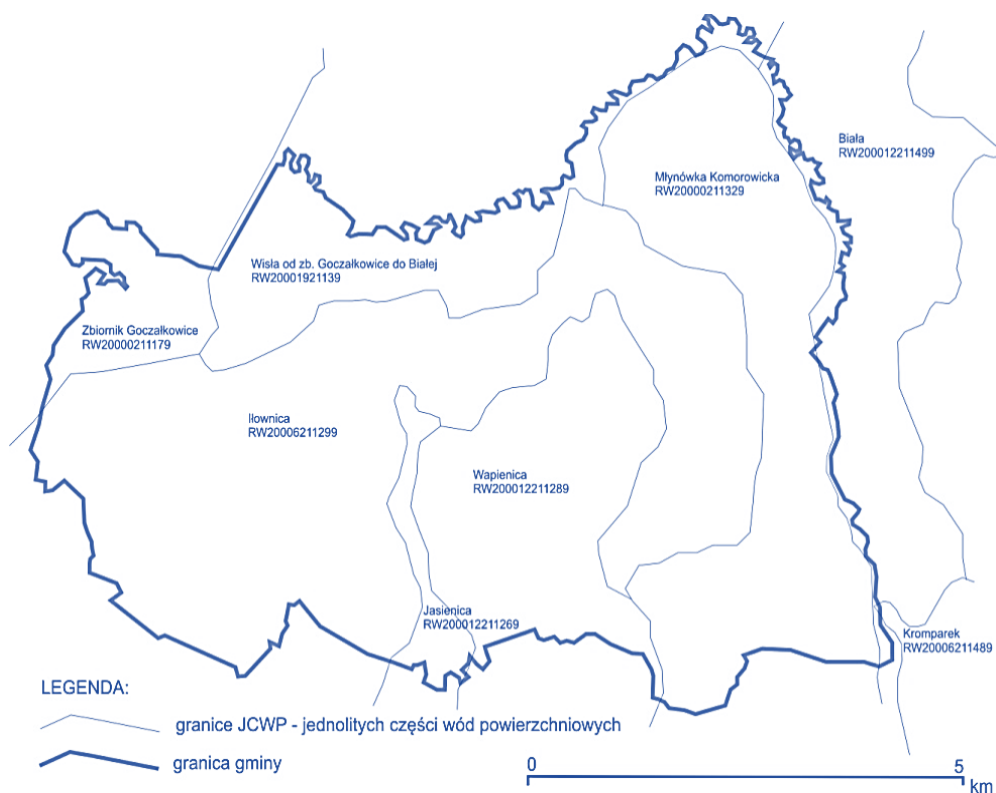 Biała
RW200012211499
Młynówka Komorowicka
RW20000211329
Wisła od zb. Goczałkowice do Białej
RW20001921139
Zbiornik Goczałkowice
RW20000211179
Iłownica
RW20006211299
Wapienica
RW200012211289
Jasienica
RW200012211269
Kromparek
RW20006211489
LEGENDA:
granice JCWP - jednolitych części wód powierzchniowych
granica gminy
0
5
km